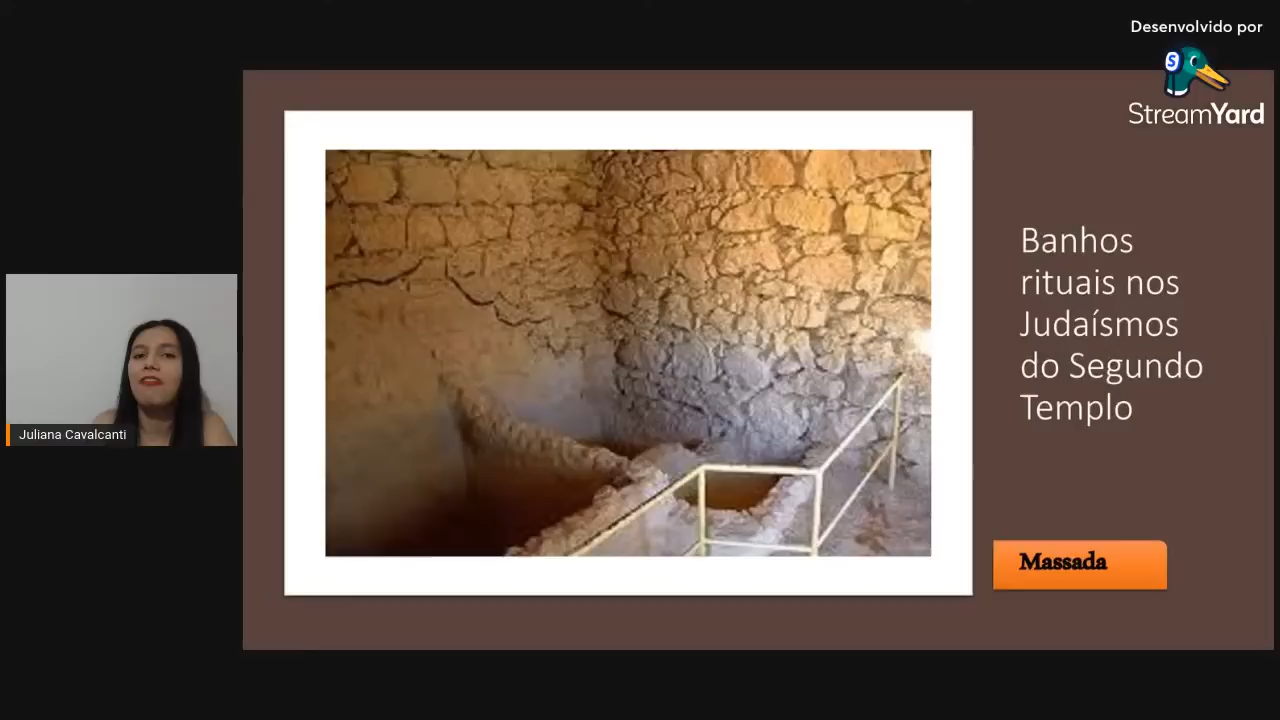 Desenvolvido por
StreamYard
Banhos
rituais nos
Judaísmos
do Segundo
Templo
Massada
Juliana Cavalcanti